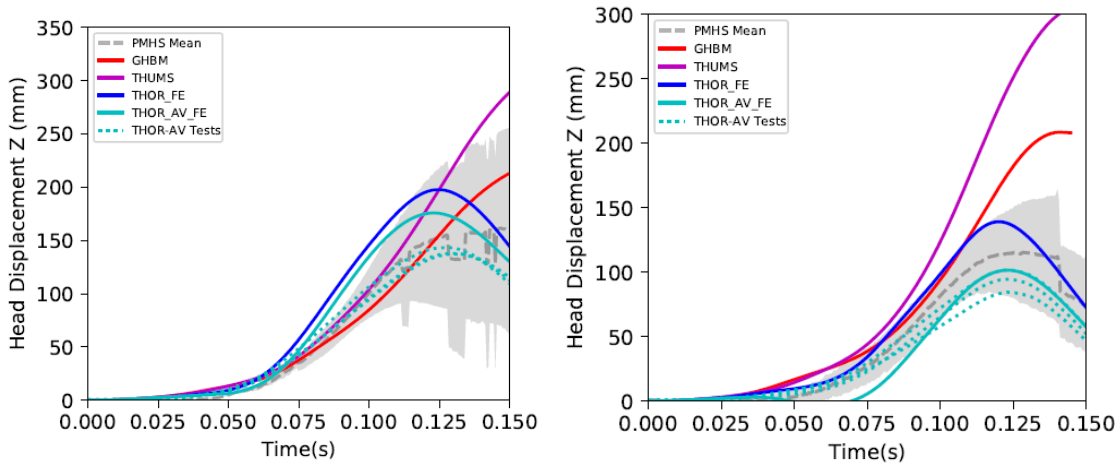 Head Displacement Z (mm)
350
300
250
200
150
100
50
0
PMHS Mean
GHBM
THUMS
THOR_FE
THOR_AV_FE
THOR-AV Tests
0.000 0.025 0.050 0.075 0.100 0.125 0.150
Time(s)
Head Displacement Z (mm)
300
250
200
150
100
50
0
PMHS Mean
GHBM
THUMS
THOR_FE
THOR_AV_FE
THOR-AV Tests
0.000 0.025 0.050 0.075 0.100 0.125 0.150
Time(s)